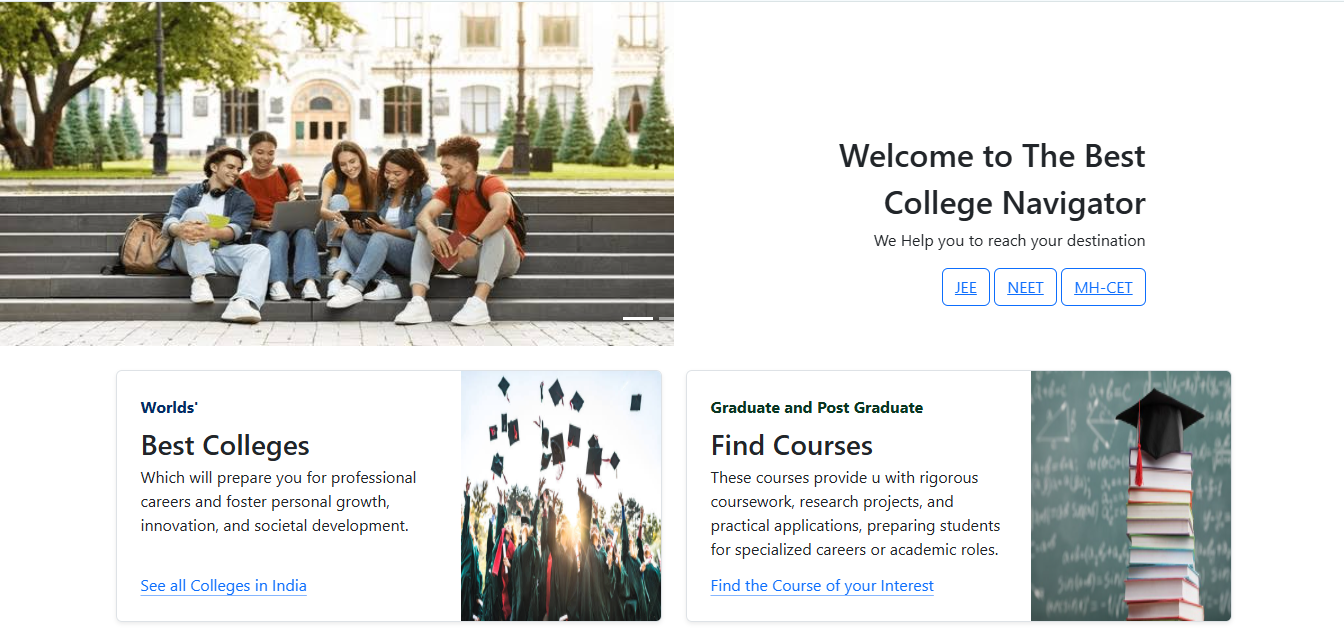 Welcome to The Best
College Navigator
We Help you to reach your destination
JEE NEET MH-CET
Worlds'
Best Colleges
Which will prepare you for professional
careers and foster personal growth,
innovation, and societal development.
See all Colleges in India
Graduate and Post Graduate
Find Courses
These courses provide u with rigorous
coursework, research projects, and
practical applications, preparing students
for specialized careers or academic roles.
Find the Course of your Interest